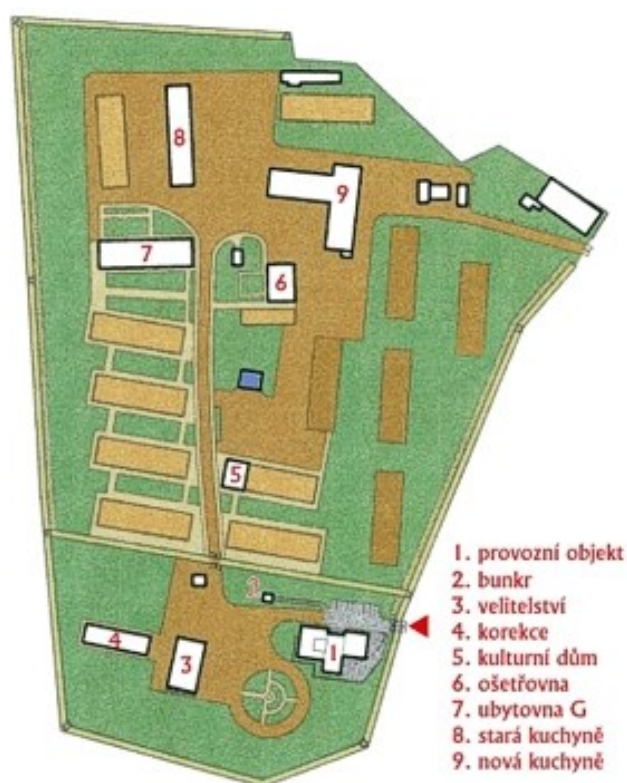 8
9
7
6
5
2
4
3
1
1. provozní objekt
2. bunkr
3. velitelství
4. korekce
5. kulturní dům
6. ošetřovna
7. ubytovna G
8. stará kuchyně
9. nová kuchyně